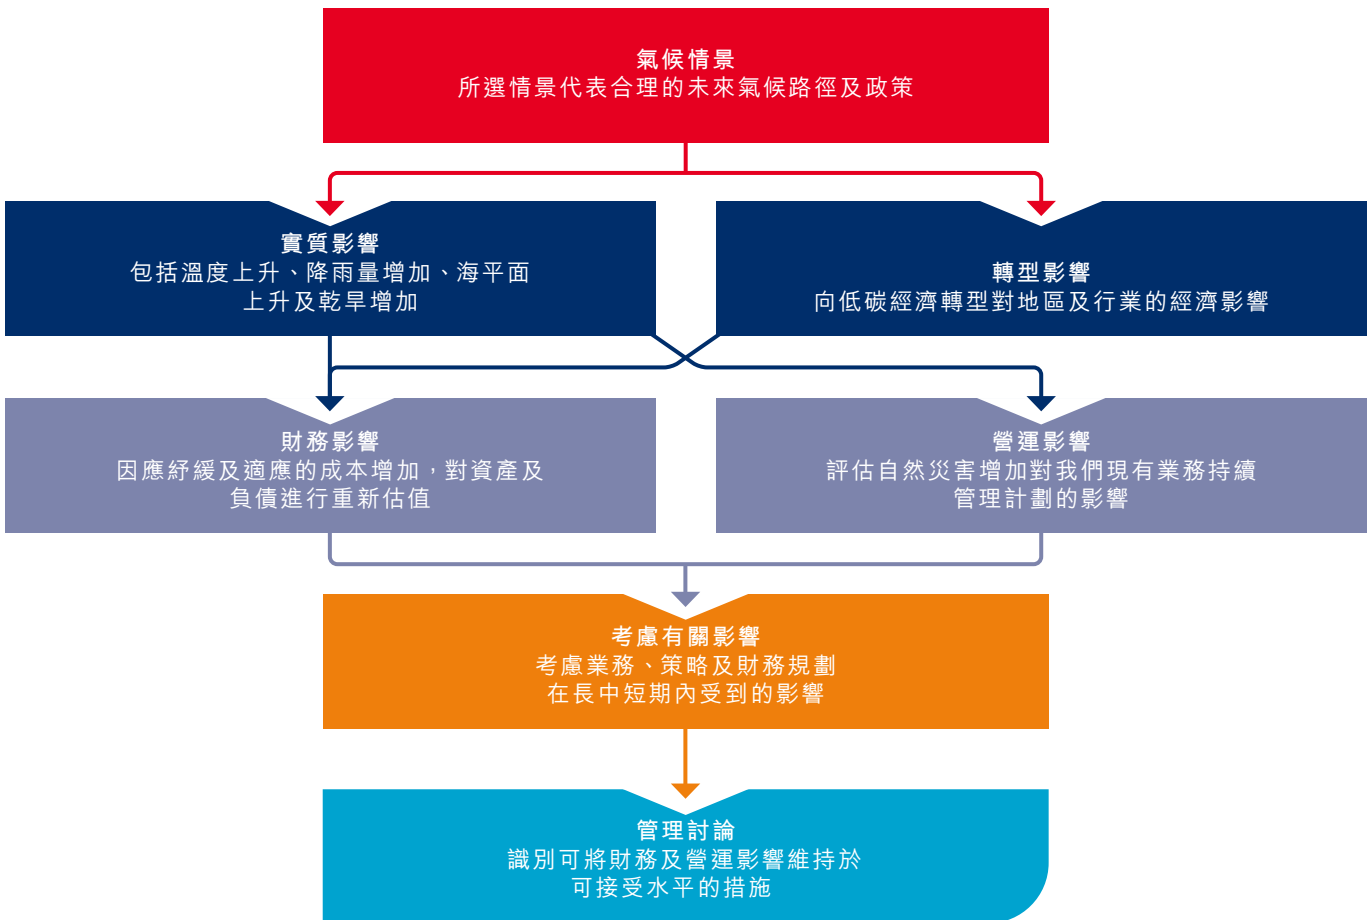 氣候情景
所選情景代表合理的未來氣候路徑及政策
實質影響
包括溫度上升、降雨量增加、海平面
上升及乾旱增加
轉型影響
向低碳經濟轉型對地區及行業的經濟影響
財務影響
因應紓緩及適應的成本增加，對資產及
負債進行重新估值
營運影響
評估自然災害增加對我們現有業務持續
管理計劃的影響
考慮有關影響
考慮業務、策略及財務規劃
在長中短期內受到的影響
管理討論
識別可將財務及營運影響維持於
可接受水平的措施